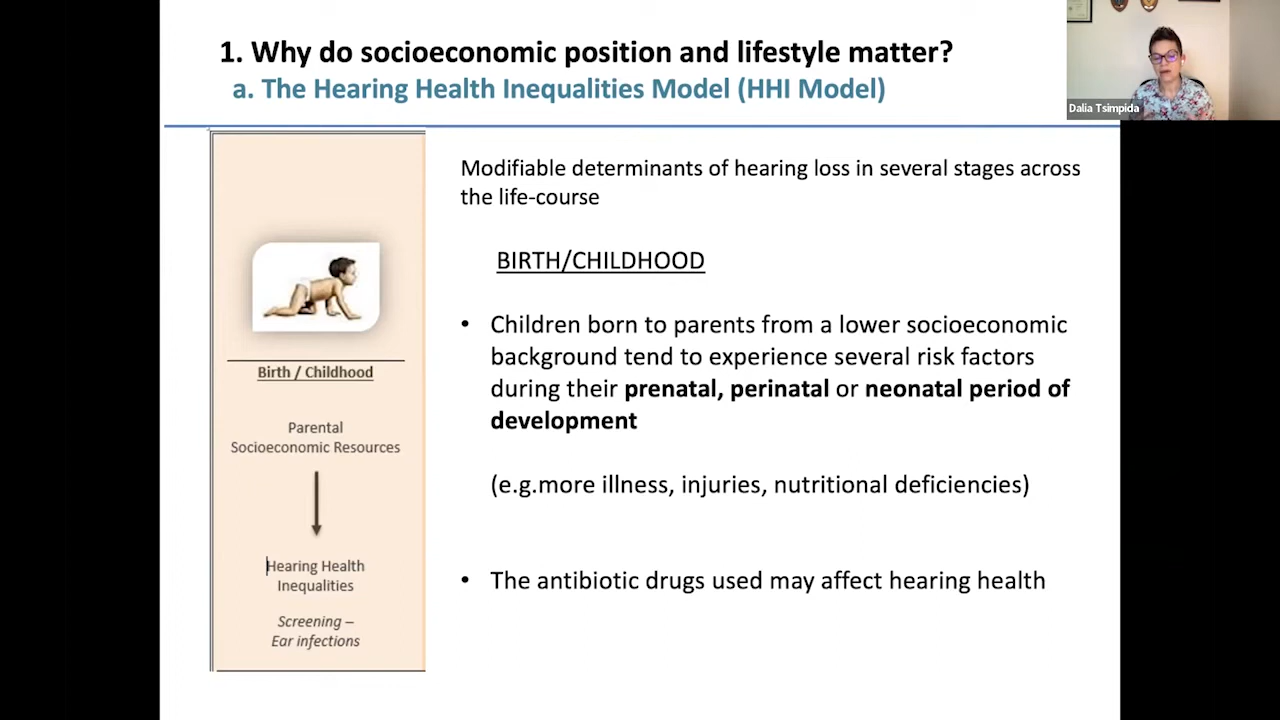 1. Why do socioeconomic position and lifestyle matter?
a. The Hearing Health Inequalities Model (HHI Model)
Dalia Tsimpida
Birth / Childhood
Parental
Socioeconomic Resources
Hearing Health
Inequalities
Screening –
Ear infections
Modifiable determinants of hearing loss in several stages across
the life-course
BIRTH/CHILDHOOD
• Children born to parents from a lower socioeconomic
background tend to experience several risk factors
during their prenatal, perinatal or neonatal period of
development
(e.g.more illness, injuries, nutritional deficiencies)
• The antibiotic drugs used may affect hearing health